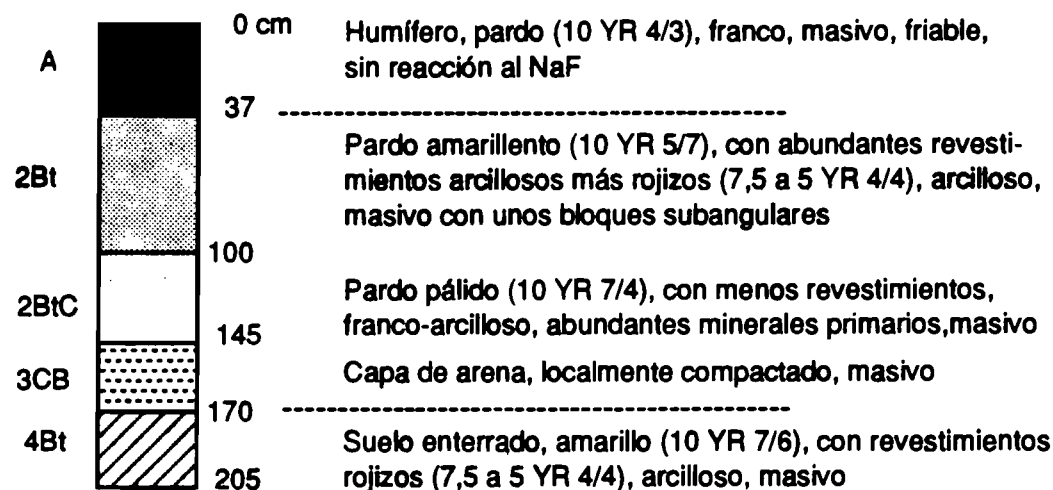 0 cm
A
Humífero, pardo (10 YR 4/3), franco, masivo, friable,
sin reacción al NaF
37
2Bt
Pardo amarillento (10 YR 5/7), con abundantes revesti-
mientos arcillosos más rojizos (7,5 a 5 YR 4/4), arcilloso,
masivo con unos bloques subangulares
100
2BtC
Pardo pálido (10 YR 7/4), con menos revestimientos,
franco-arcilloso, abundantes minerales primarios,masivo
145
3CB
Capa de arena, localmente compactado, masivo
170
4Bt
Suelo enterrado, amarillo (10 YR 7/6), con revestimientos
rojizos (7,5 a 5 YR 4/4), arcilloso, masivo
205